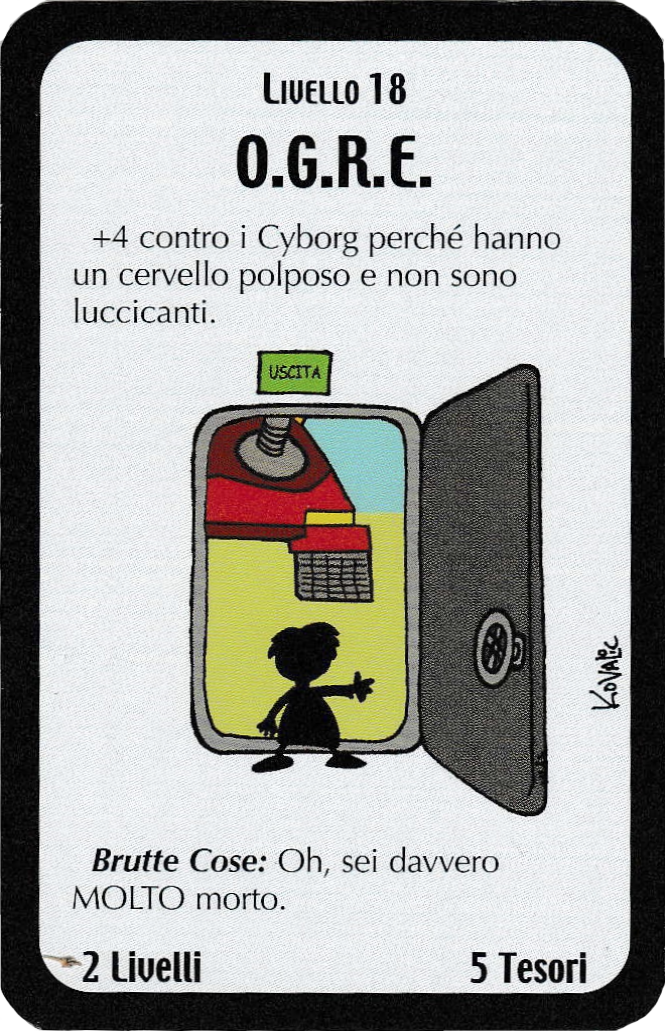 Livello 18
O.G.R.E.
+4 contro i Cyborg perché hanno
un cervello polposo e non sono
luccicanti.
USCITA
KOVALIC
Brutte Cose: Oh, sei davvero
MOLTO morto.
2 Livelli
5 Tesori